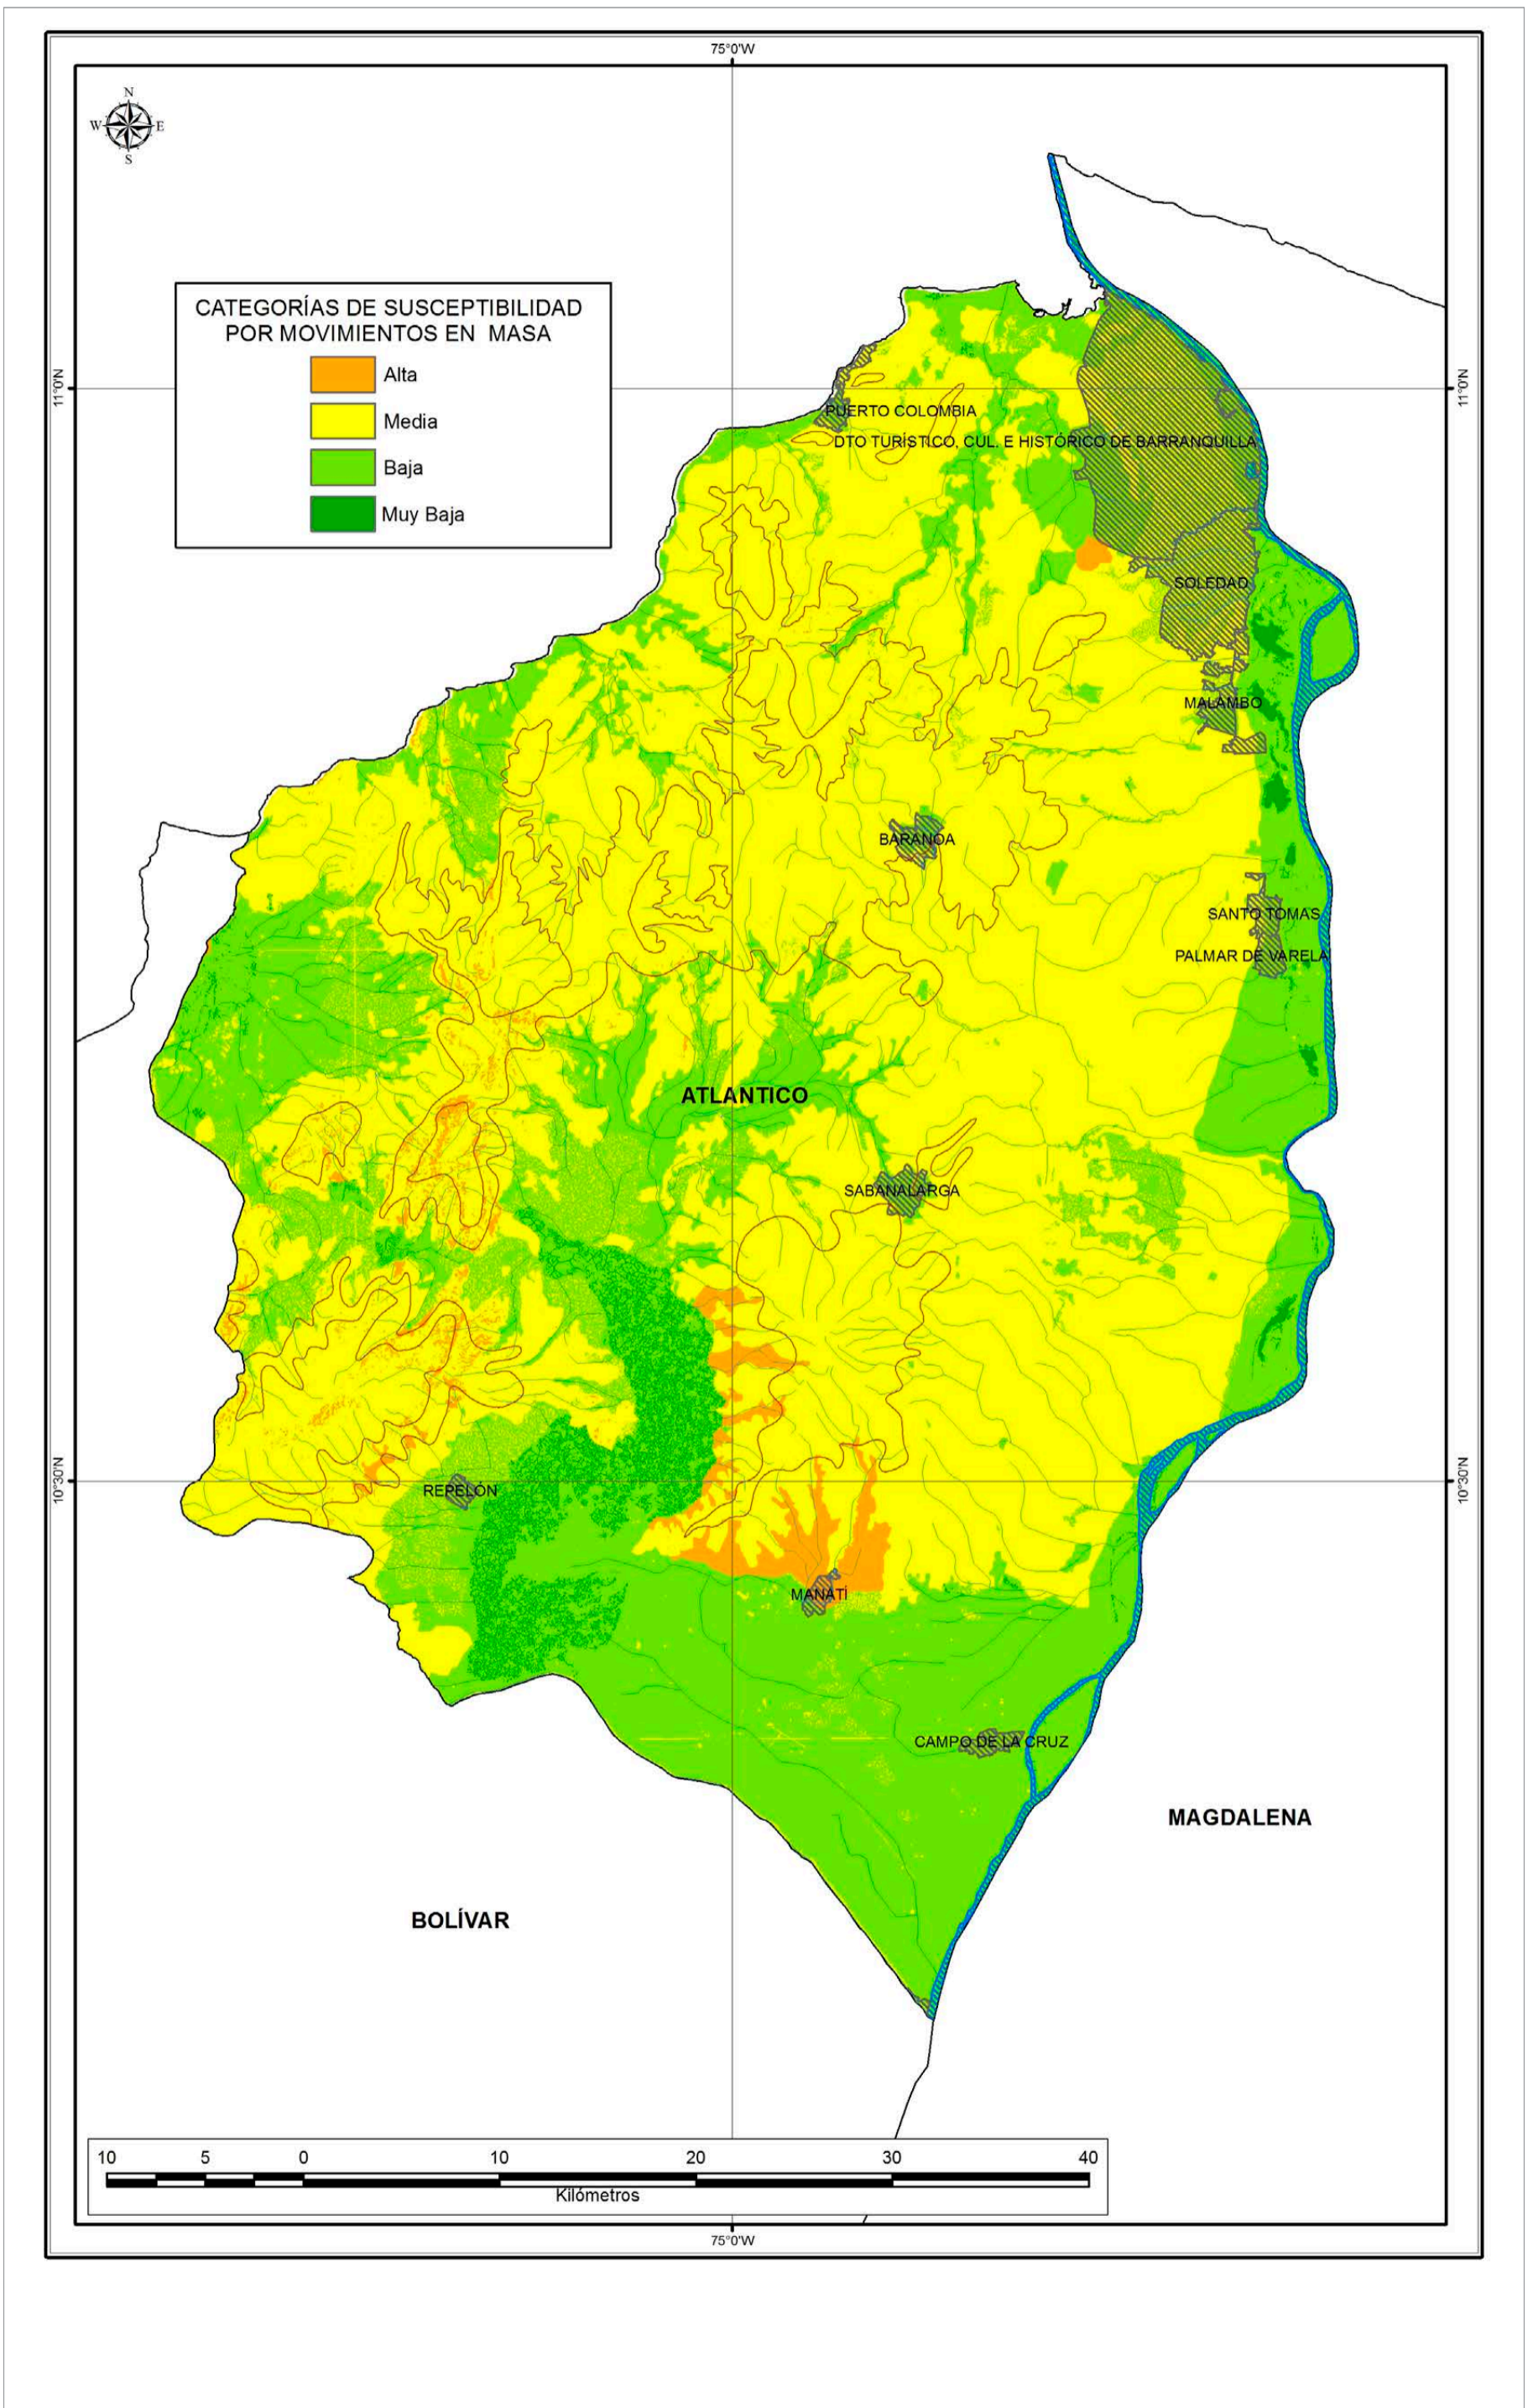 75°0'W
N
W E
S
CATEGORÍAS DE SUSCEPTIBILIDAD
POR MOVIMIENTOS EN MASA
Alta
Media
Baja
Muy Baja
11°0'N
11°0'N
PUERTO COLOMBIA
DTO TURÍSTICO, CUL. E HISTÓRICO DE BARRANQUILLA
SOLEDAD
MALAMBO
BARANOA
SANTO TOMAS
PALMAR DE VARELA
ATLANTICO
SABANALARGA
10°30'N
10°30'N
REPELÓN
MANATÍ
CAMPO DE LA CRUZ
MAGDALENA
BOLÍVAR
10 5 0 10 20 30 40
Kilómetros
75°0'W